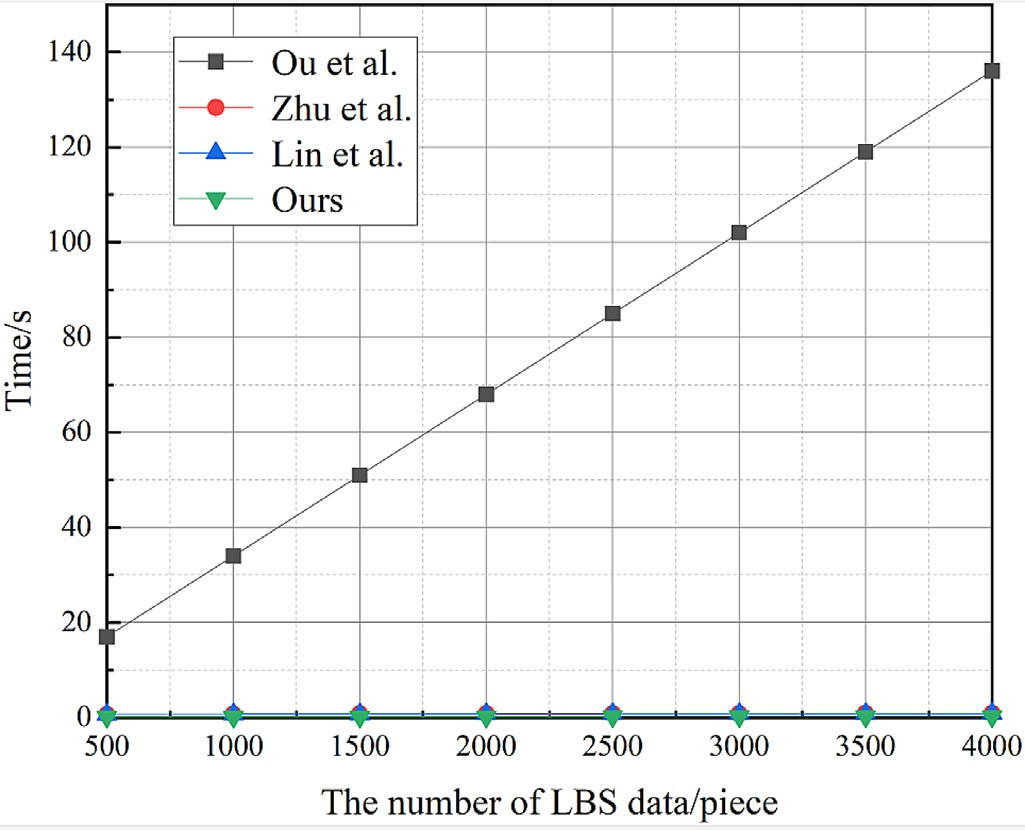 140
120
100
80
60
40
20
0
Ou et al.
Zhu et al.
Lin et al.
Ours
Time/s
500 1000 1500 2000 2500 3000 3500 4000
The number of LBS data/piece